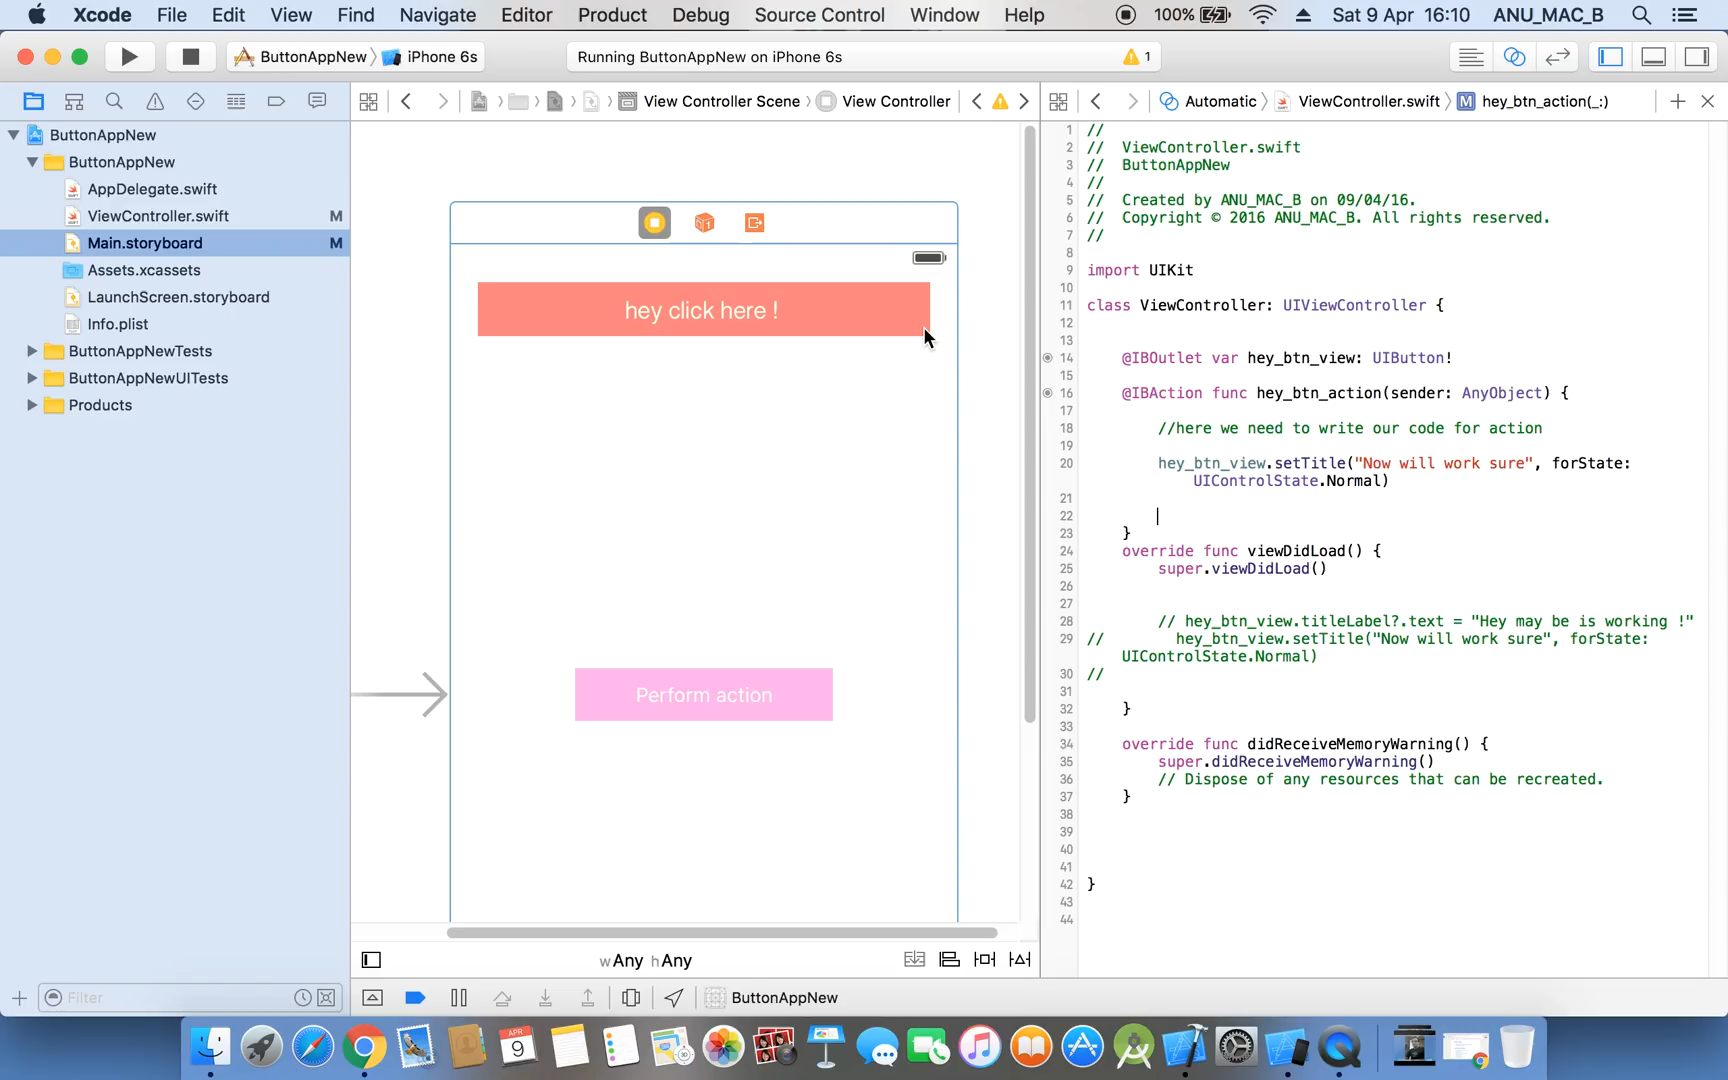 Xcode File Edit View Find Navigate Editor Product Debug Source Control Window Help 100% Sat 9 Apr 16:10 ANU_MAC_B
ButtonAppNew iPhone 6s Running ButtonAppNew on iPhone 6s 1
View Controller Scene View Controller Automatic ViewController.swift M hey_btn_action(_:)
ButtonAppNew
ButtonAppNew
AppDelegate.swift
ViewController.swift M
Main.storyboard M
Assets.xcassets
LaunchScreen.storyboard
Info.plist
ButtonAppNewTests
ButtonAppNewUITests
Products
Filter
hey click here !
Perform action
wAny hAny
1 //
2 // ViewController.swift
3 // ButtonAppNew
4 //
5 // Created by ANU_MAC_B on 09/04/16.
6 // Copyright © 2016 ANU_MAC_B. All rights reserved.
7 //
8
9 import UIKit
10
11 class ViewController: UIViewController {
12
13
14 @IBOutlet var hey_btn_view: UIButton!
15
16 @IBAction func hey_btn_action(sender: AnyObject) {
17
18 //here we need to write our code for action
19
20 hey_btn_view.setTitle("Now will work sure", forState:
UIControlState.Normal)
21
22
23 }
24 override func viewDidLoad() {
25 super.viewDidLoad()
26
27
28 // hey_btn_view.titleLabel?.text = "Hey may be is working !"
29 // hey_btn_view.setTitle("Now will work sure", forState:
UIControlState.Normal)
30 //
31
32 }
33
34 override func didReceiveMemoryWarning() {
35 super.didReceiveMemoryWarning()
36 // Dispose of any resources that can be recreated.
37 }
38
39
40
41
42 }
43
44
ButtonAppNew
APR
9